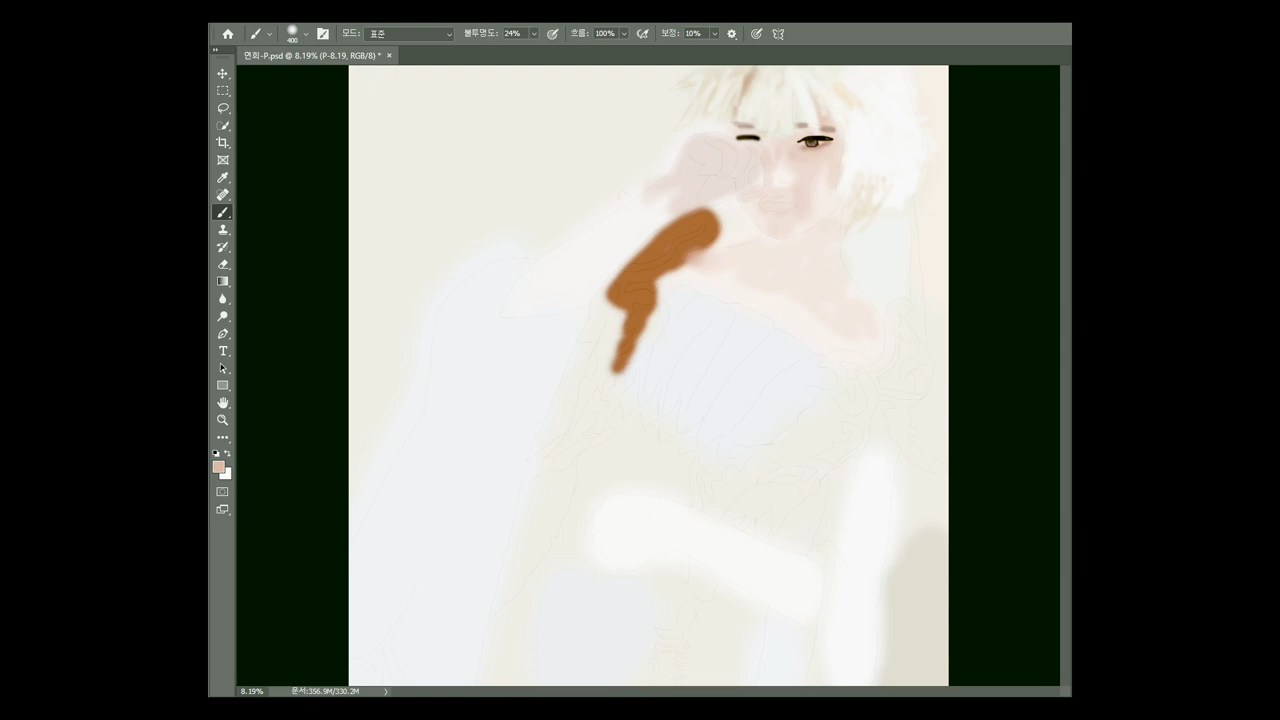 400 모드: 표준 불투명도: 24% 흐름: 100% 보정: 10%
연희-P.psd @ 8.19% (P-8.19, RGB/8) * ×
8.19% 문서:356.9M/330.2M